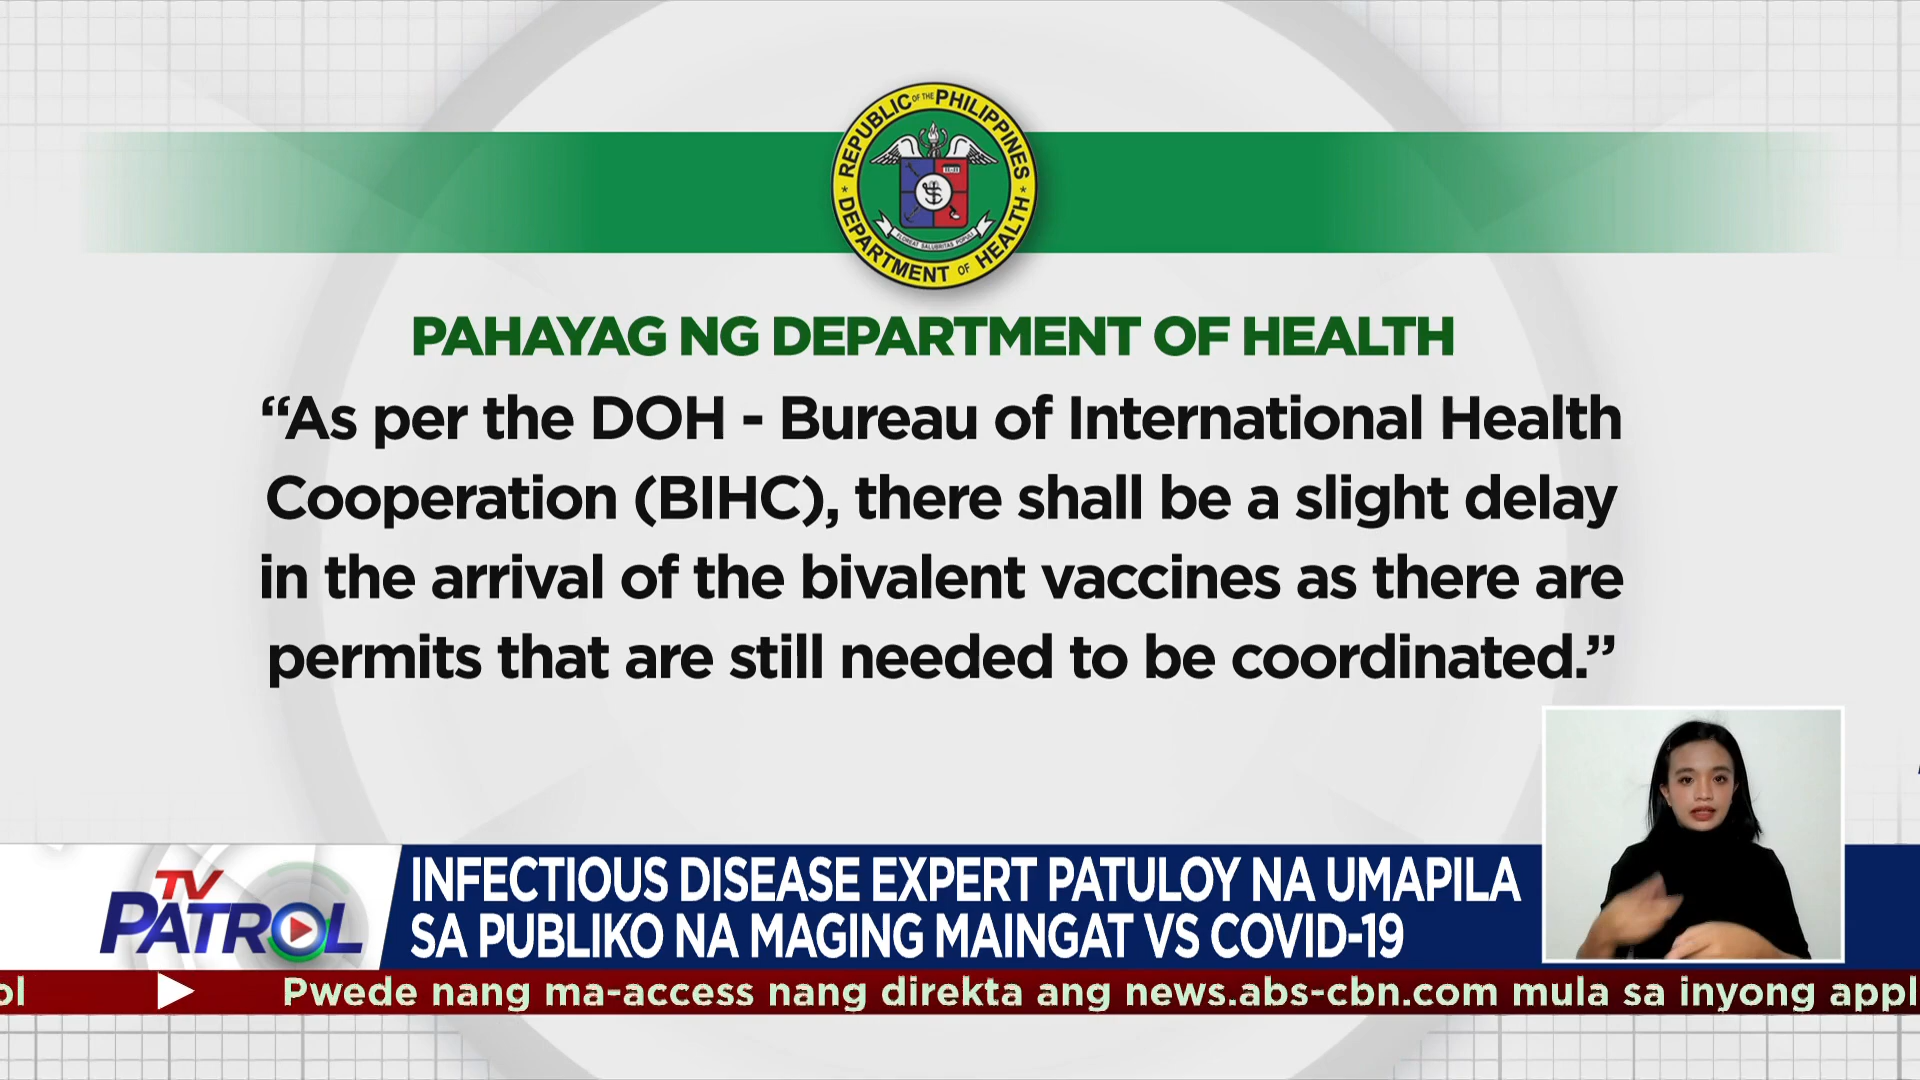 REPUBLIC OF THE PHILIPPINES
DEPARTMENT OF HEALTH
FLOREAT SALUBRITAS POPULI
PAHAYAG NG DEPARTMENT OF HEALTH
“As per the DOH - Bureau of International Health
Cooperation (BIHC), there shall be a slight delay
in the arrival of the bivalent vaccines as there are
permits that are still needed to be coordinated.”
TV
PATROL
INFECTIOUS DISEASE EXPERT PATULOY NA UMAPILA
SA PUBLIKO NA MAGING MAINGAT VS COVID-19
ol Pwede nang ma-access nang direkta ang news.abs-cbn.com mula sa inyong appl